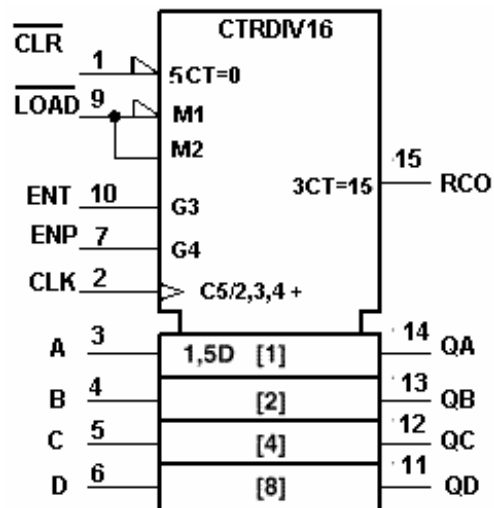 CTRDIV16
CLR 1 5CT=0
LOAD 9 M1
M2
15
3CT=15 RCO
ENT 10 G3
ENP 7 G4
CLK 2 C5/2,3,4 +
A 3 1,5D [1] 14 QA
B 4 [2] 13 QB
C 5 [4] 12 QC
D 6 [8] 11 QD